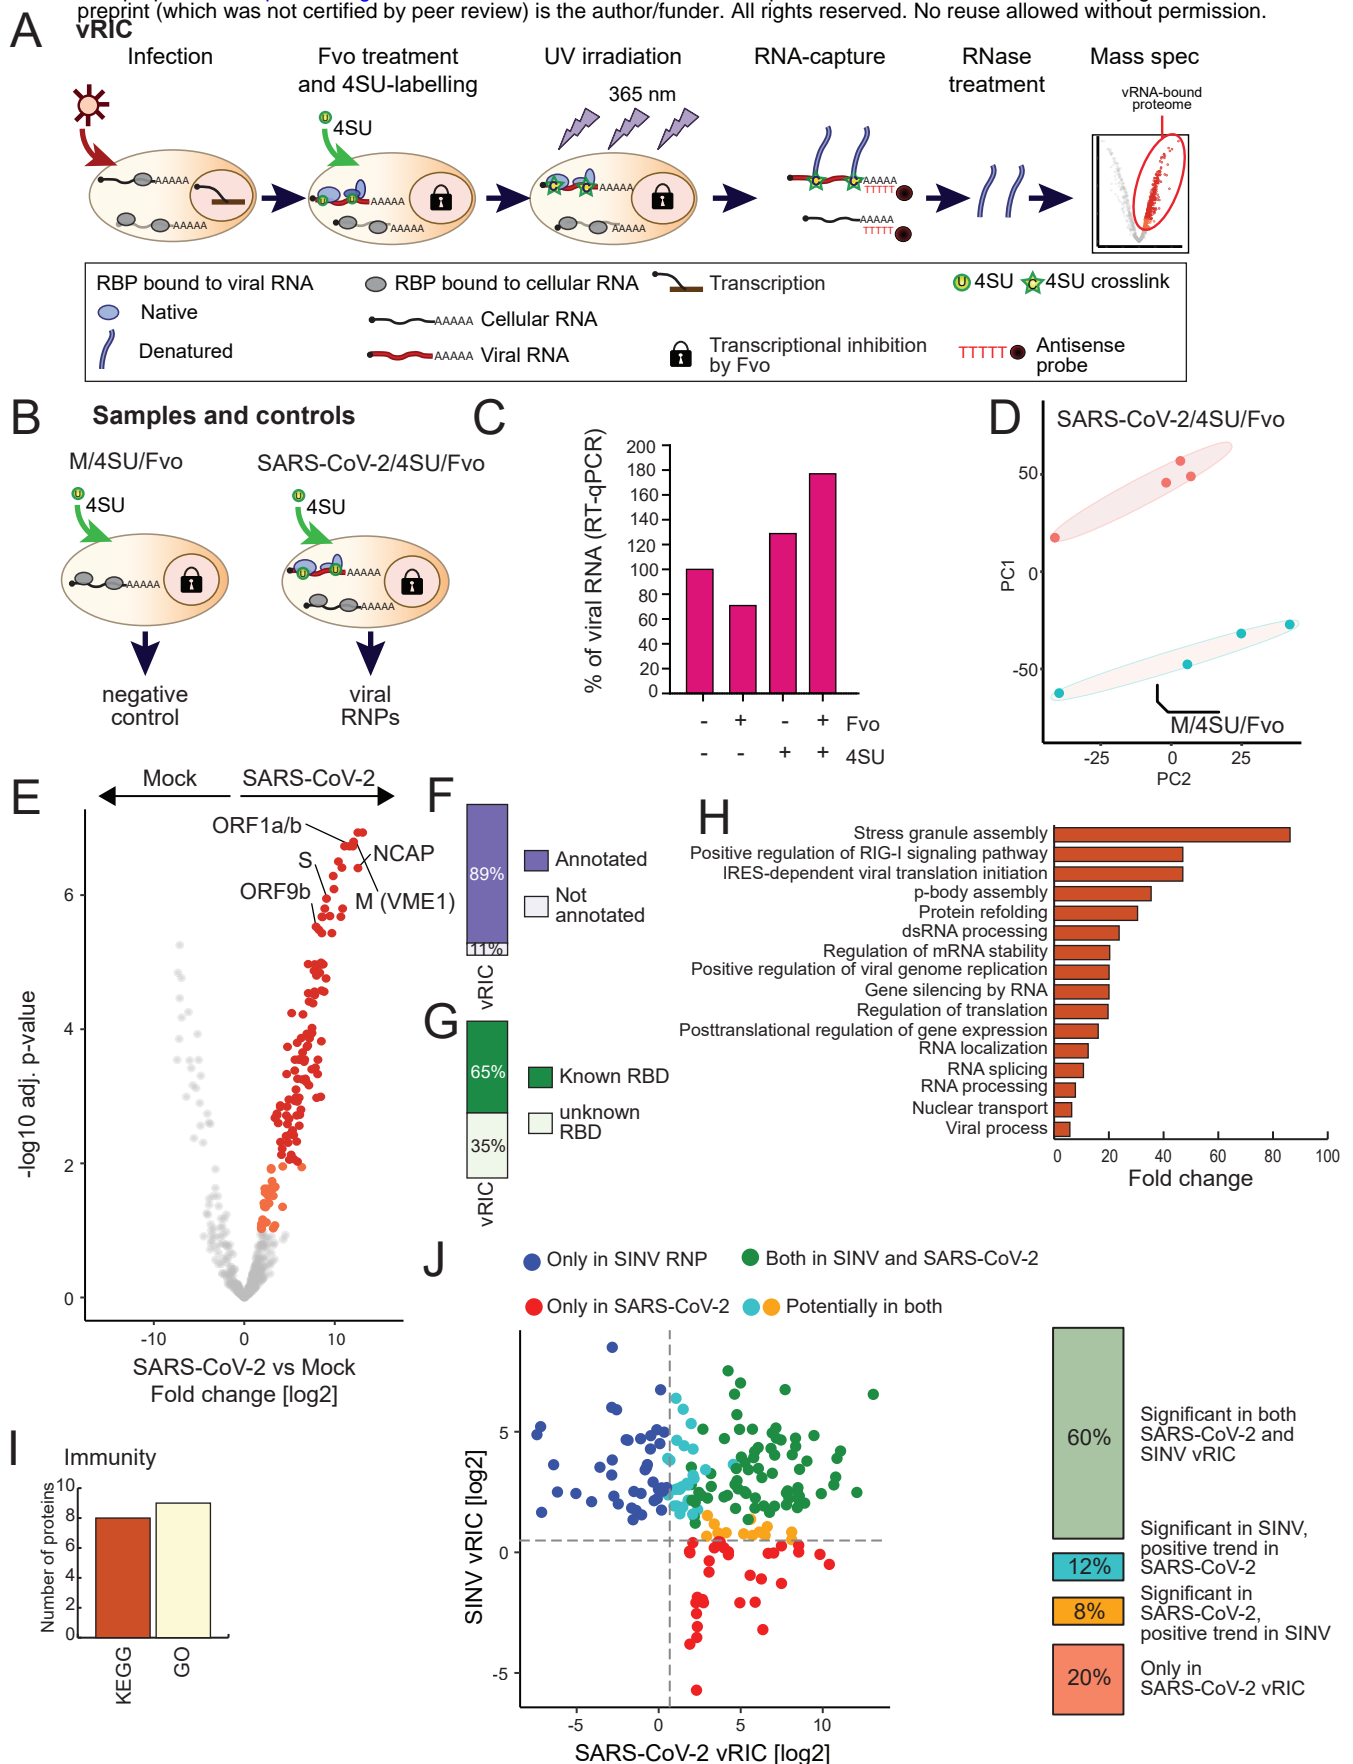 preprint (which was not certified by peer review) is the author/funder. All rights reserved. No reuse allowed without permission.
A
vRIC
Infection
Fvo treatment
and 4SU-labelling
UV irradiation
RNA-capture
RNase
treatment
Mass spec
365 nm
vRNA-bound
proteome
U
4SU
AAAAA
AAAAA
U
U
AAAAA
AAAAA
C
C
AAAAA
AAAAA
C
C
AAAAA
TTTTT
AAAAA
TTTTT
RBP bound to viral RNA
RBP bound to cellular RNA
Transcription
U 4SU
C 4SU crosslink
Native
AAAAA Cellular RNA
Denatured
AAAAA Viral RNA
Transcriptional inhibition
by Fvo
TTTTT
Antisense
probe
B
Samples and controls
M/4SU/Fvo
SARS-CoV-2/4SU/Fvo
U
4SU
U
4SU
AAAAA
U
U
AAAAA
AAAAA
negative
control
viral
RNPs
C
% of viral RNA (RT-qPCR)
200
180
160
140
120
100
80
60
40
20
0
- + - + Fvo
- - + + 4SU
D
SARS-CoV-2/4SU/Fvo
PC1
50
0
-50
M/4SU/Fvo
-25 0 25
PC2
E
Mock
SARS-CoV-2
ORF1a/b
NCAP
S
ORF9b
M (VME1)
-log10 adj. p-value
6
4
2
0
-10 0 10
SARS-CoV-2 vs Mock
Fold change [log2]
F
89%
11%
vRIC
Annotated
Not
annotated
G
65%
35%
vRIC
Known RBD
unknown
RBD
H
Stress granule assembly
Positive regulation of RIG-I signaling pathway
IRES-dependent viral translation initiation
p-body assembly
Protein refolding
dsRNA processing
Regulation of mRNA stability
Positive regulation of viral genome replication
Gene silencing by RNA
Regulation of translation
Posttranslational regulation of gene expression
RNA localization
RNA splicing
RNA processing
Nuclear transport
Viral process
0 20 40 60 80 100
Fold change
I
Immunity
Number of proteins
10
8
6
4
2
0
KEGG
GO
J
Only in SINV RNP
Both in SINV and SARS-CoV-2
Only in SARS-CoV-2
Potentially in both
SINV vRIC [log2]
5
0
-5
-5 0 5 10
SARS-CoV-2 vRIC [log2]
60%
Significant in both
SARS-CoV-2 and
SINV vRIC
12%
Significant in SINV,
positive trend in
SARS-CoV-2
8%
Significant in
SARS-CoV-2,
positive trend in SINV
20%
Only in
SARS-CoV-2 vRIC